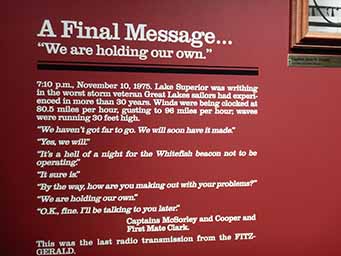 A Final Message...
"We are holding our own."
7:10 p.m., November 10, 1975. Lake Superior was writhing
in the worst storm veteran Great Lakes sailors had experi-
enced in more than 30 years. Winds were being clocked at
80.5 miles per hour, gusting to 96 miles per hour; waves
were running 30 feet high.
"We haven't got far to go. We will soon have it made."
"Yes, we will."
"It's a hell of a night for the Whitefish beacon not to be
operating."
"It sure is."
"By the way, how are you making out with your problems?"
"We are holding our own."
"O.K., fine. I'll be talking to you later."
Captains McSorley and Cooper and
First Mate Clark.
This was the last radio transmission from the FITZ-
GERALD.